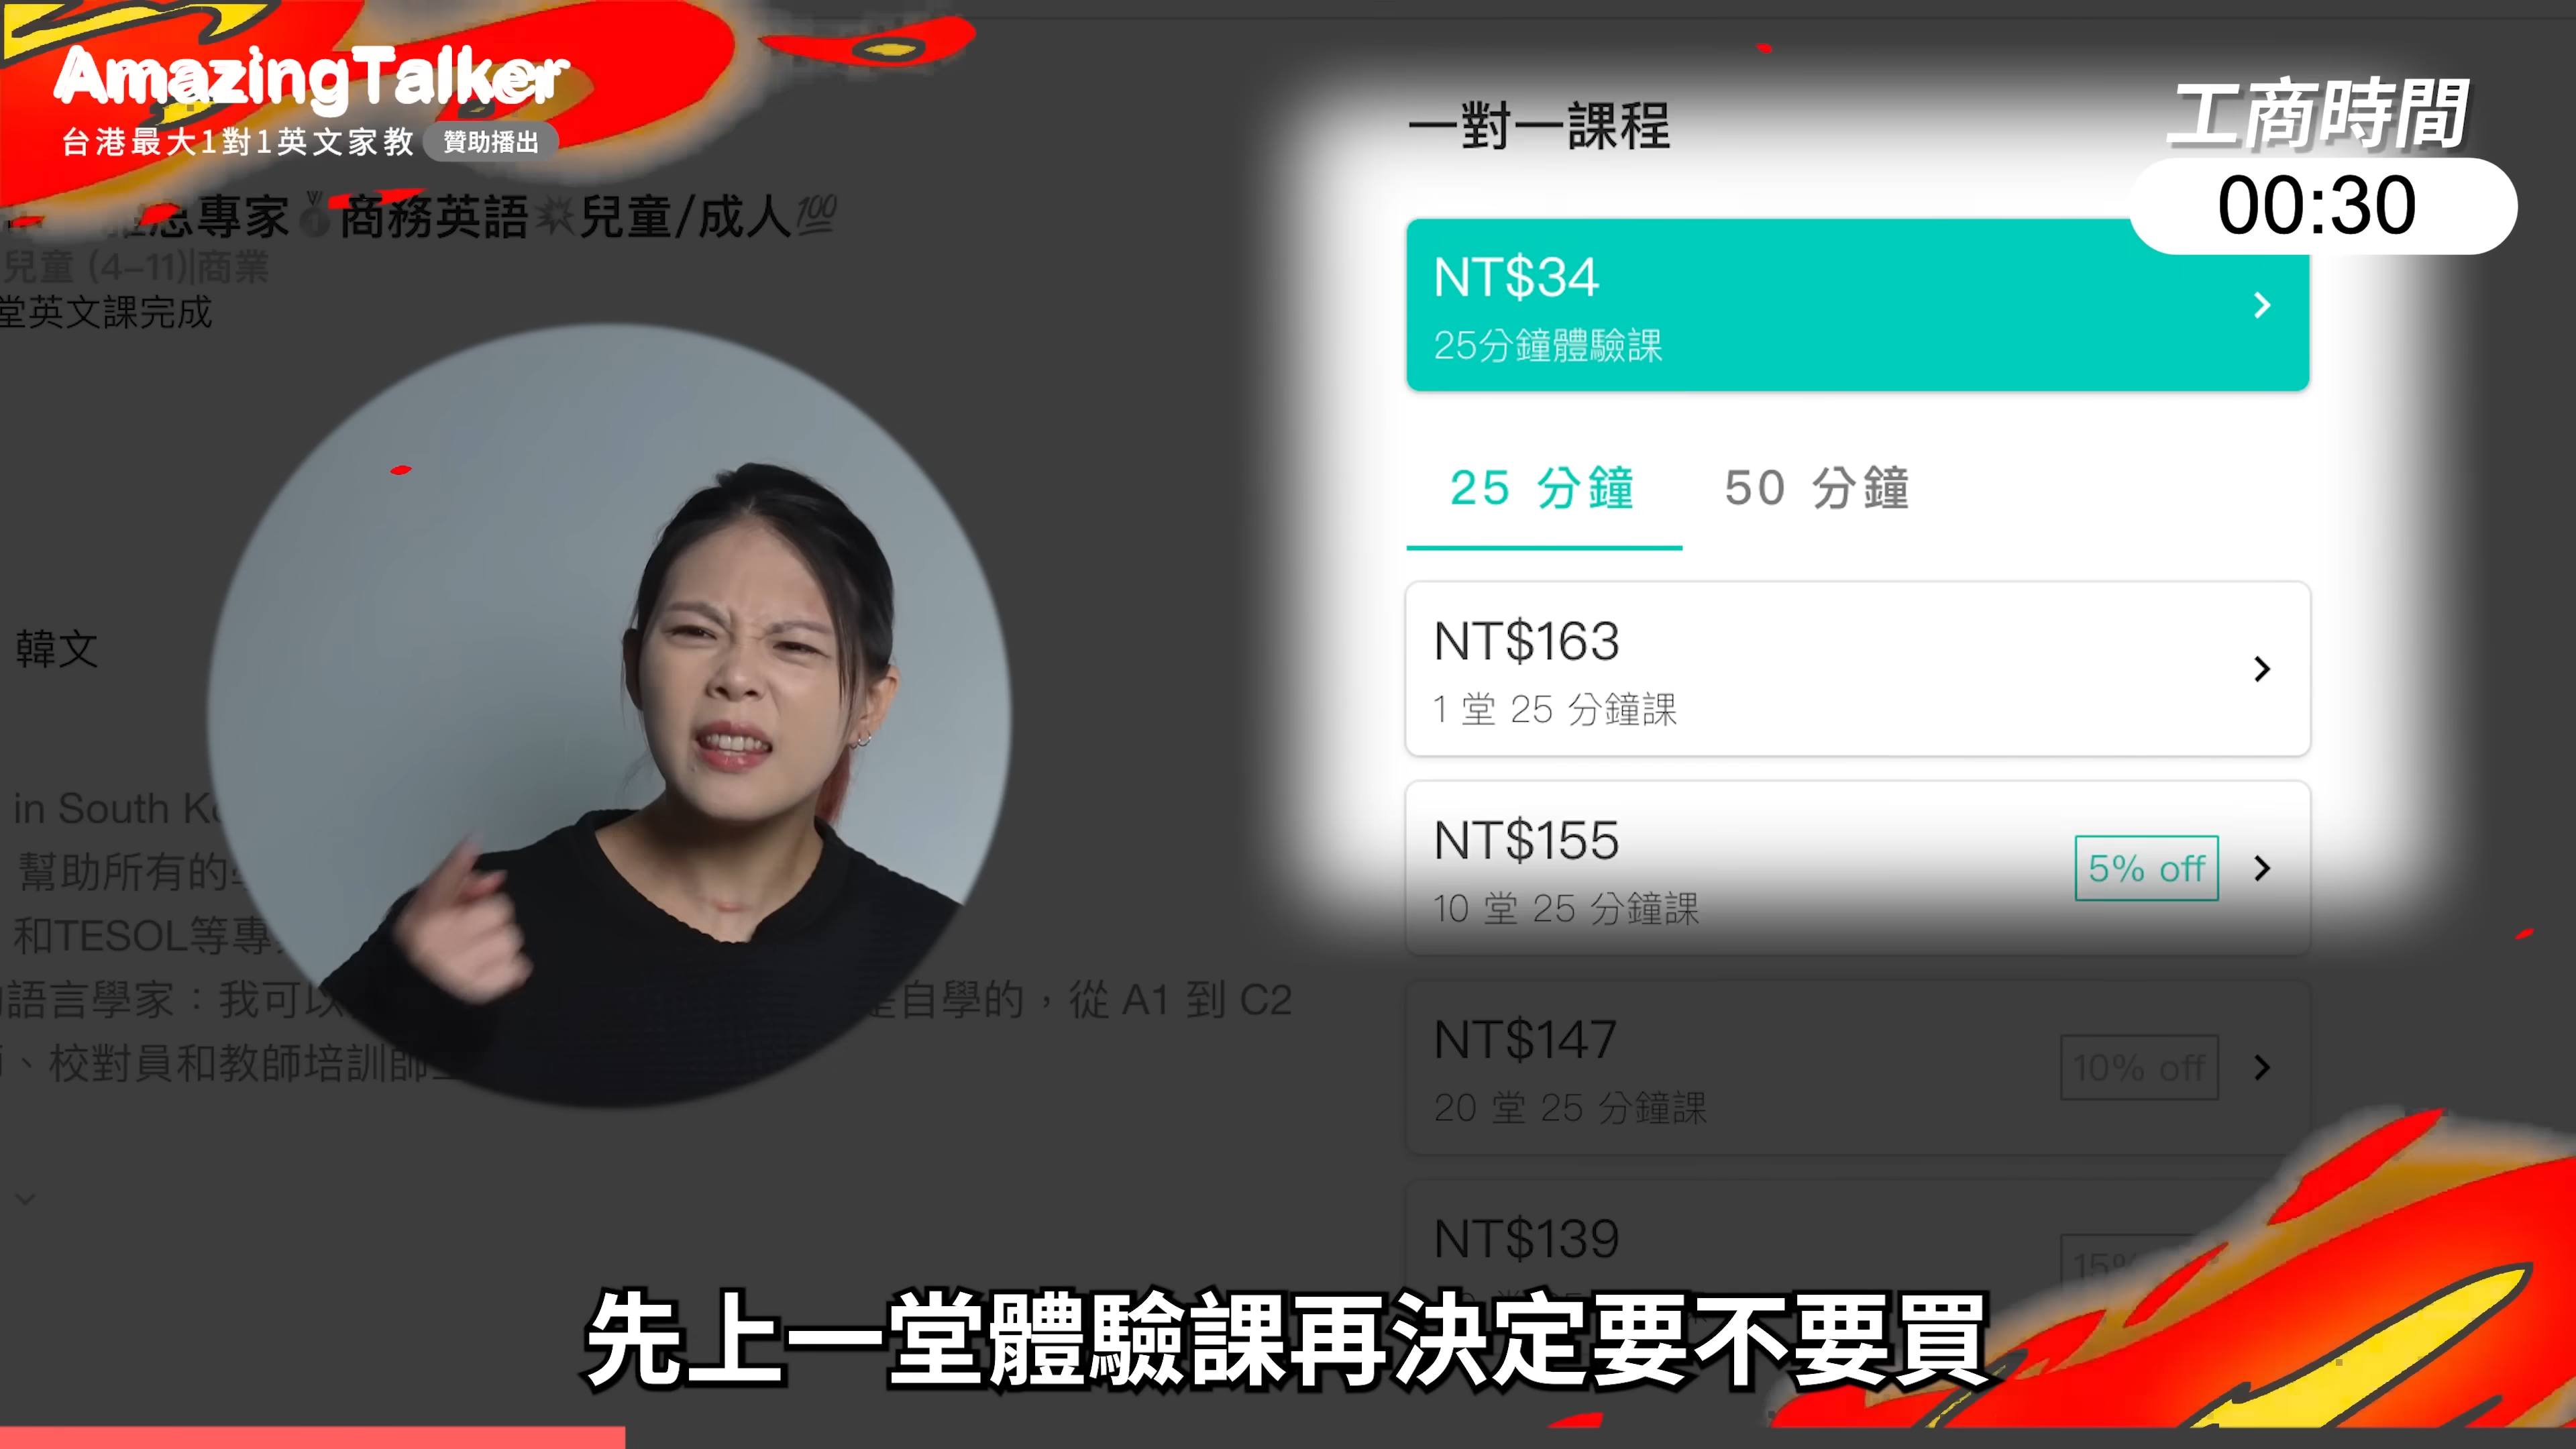 AmazingTalker
台港最大1對1英文家教 贊助播出
工商時間
00:30
專家🥇商務英語💥兒童/成人💯
兒童 (4-11)|商業
堂英文課完成
韓文
in South
幫助所有的
和TESOL等專
語言學家：我可以
是自學的，從 A1 到 C2
、校對員和教師培訓師
一對一課程
NT$34
25分鐘體驗課
25 分鐘
50 分鐘
NT$163
1 堂 25 分鐘課
NT$155
5% off
10 堂 25 分鐘課
NT$147
10% off
20 堂 25 分鐘課
NT$139
15%
先上一堂體驗課再決定要不要買